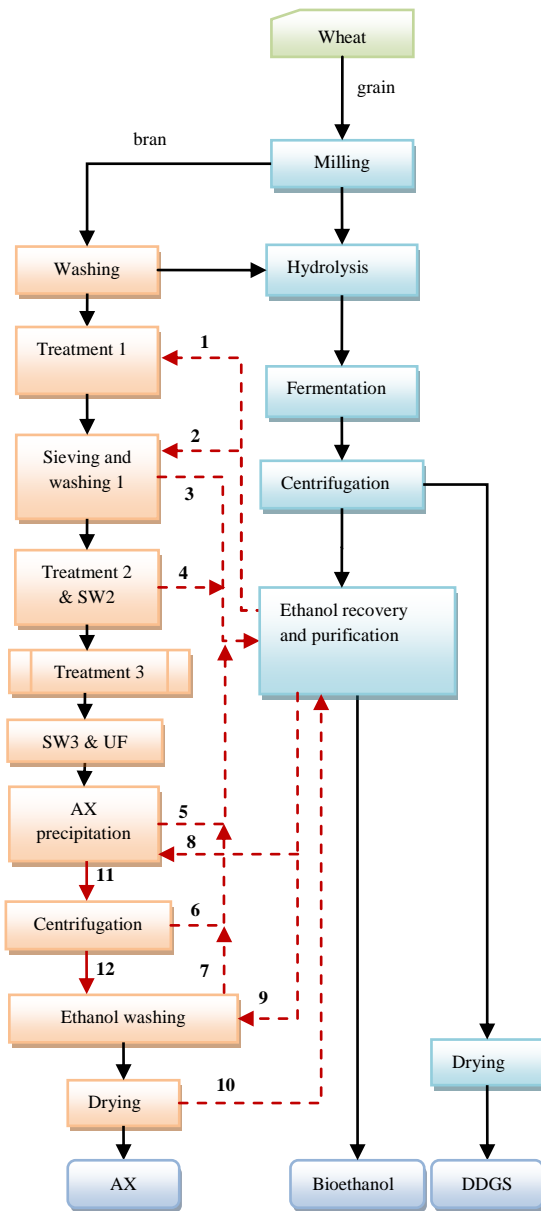 Wheat
grain
bran
Milling
Washing
Hydrolysis
Treatment 1
1
Fermentation
2
Sieving and
washing 1
3
Centrifugation
Treatment 2
& SW2
4
Ethanol recovery
and purification
Treatment 3
SW3 & UF
AX
precipitation
5
8
11
Centrifugation
6
12
7
9
Ethanol washing
Drying
10
Drying
AX
Bioethanol
DDGS